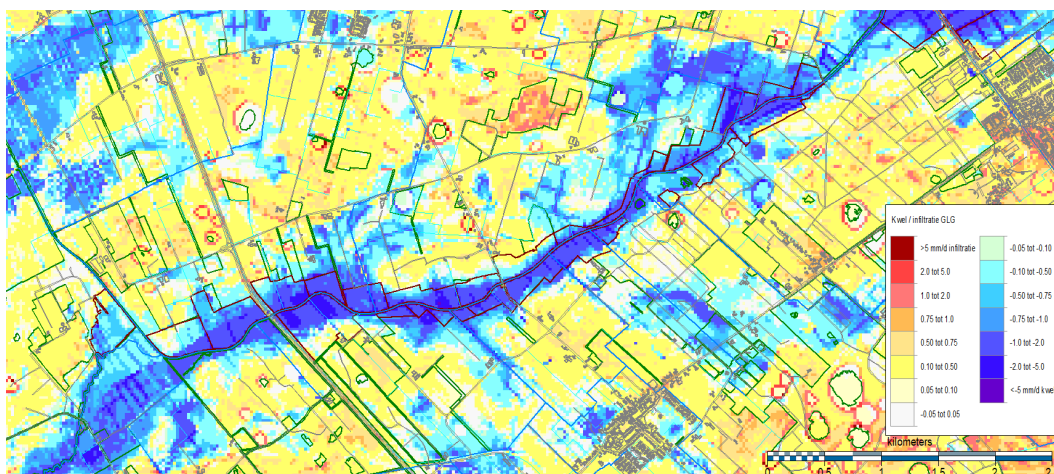 Kwel / infiltratie GLG
>5 mm/d infiltratie
2.0 tot 5.0
1.0 tot 2.0
0.75 tot 1.0
0.50 tot 0.75
0.10 tot 0.50
0.05 tot 0.10
-0.05 tot 0.05
-0.05 tot -0.10
-0.10 tot -0.50
-0.50 tot -0.75
-0.75 tot -1.0
-1.0 tot -2.0
-2.0 tot -5.0
<-5 mm/d kwe
kilometers
0 0.5 1 1.5 2